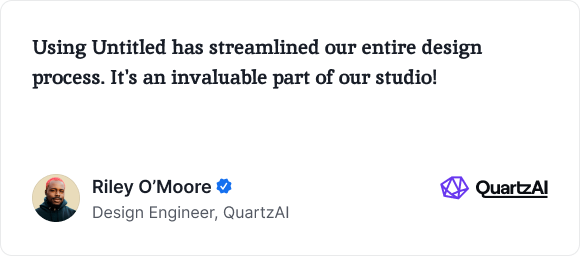 Using Untitled has streamlined our entire design
process. It's an invaluable part of our studio!
Riley O’Moore
Design Engineer, QuartzAI
QuartzAI